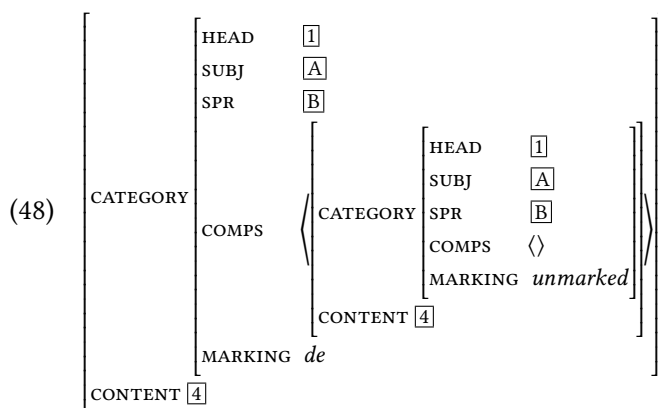 HEAD 1
SUBJ A
SPR B
HEAD 1
SUBJ A
(48) CATEGORY COMPS ⟨ CATEGORY SPR B ⟩
COMPS ⟨⟩
MARKING unmarked
CONTENT 4
MARKING de
CONTENT 4